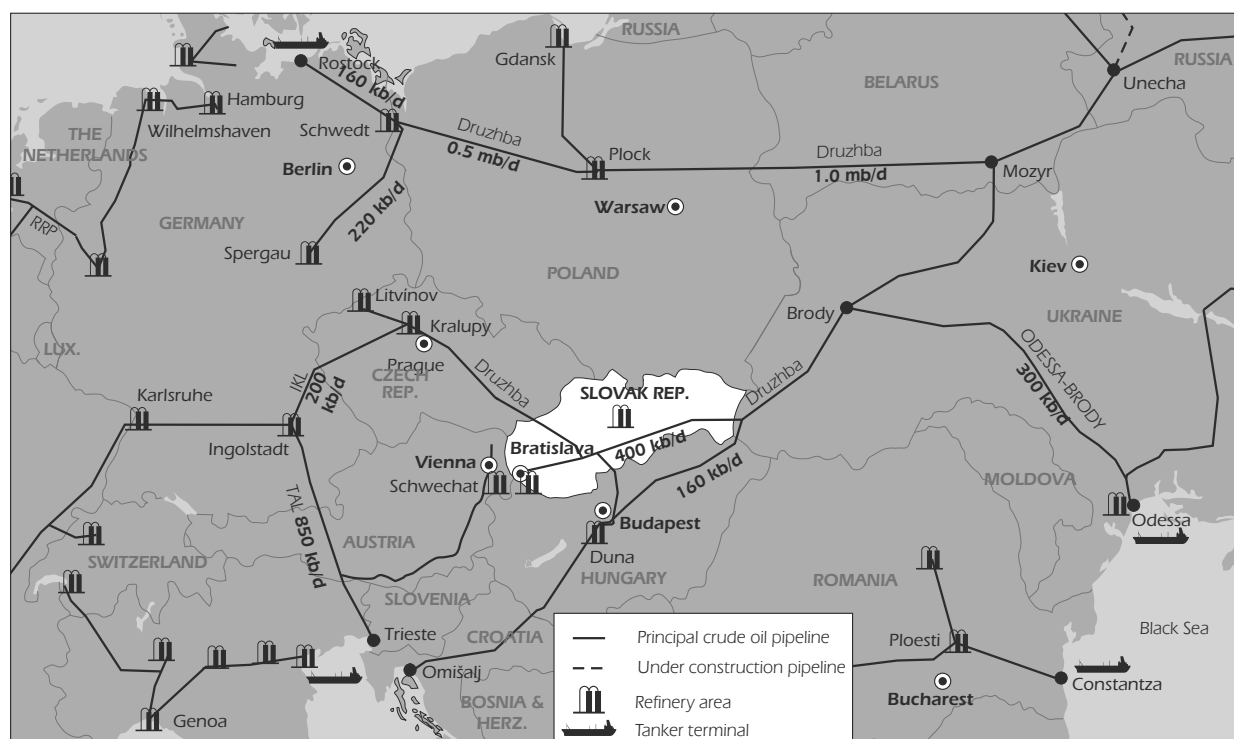 RUSSIA
Gdansk
Rostock
160 kb/d
BELARUS
RUSSIA
Unecha
Hamburg
Wilhelmshaven
THE
NETHERLANDS
Schwedt
Druzhba
0.5 mb/d
Berlin
Plock
Druzhba
1.0 mb/d
Mozyr
Warsaw
RRP
GERMANY
220 kb/d
Spergau
POLAND
Kiev
Litvinov
Kralupy
Prague
Brody
UKRAINE
LUX.
IKL
200
kb/d
CZECH
REP.
Druzhba
Druzhba
ODESSA-BRODY
300 kb/d
SLOVAK REP.
Karlsruhe
Ingolstadt
Bratislava
400 kb/d
Vienna
Schwechat
160 kb/d
MOLDOVA
TAL 850 kb/d
Budapest
Odessa
AUSTRIA
Duna
HUNGARY
SWITZERLAND
ROMANIA
SLOVENIA
Trieste
CROATIA
Omišalj
Ploesti
Black Sea
BOSNIA &
HERZ.
Bucharest
Constantza
Genoa
Principal crude oil pipeline
Under construction pipeline
Refinery area
Tanker terminal